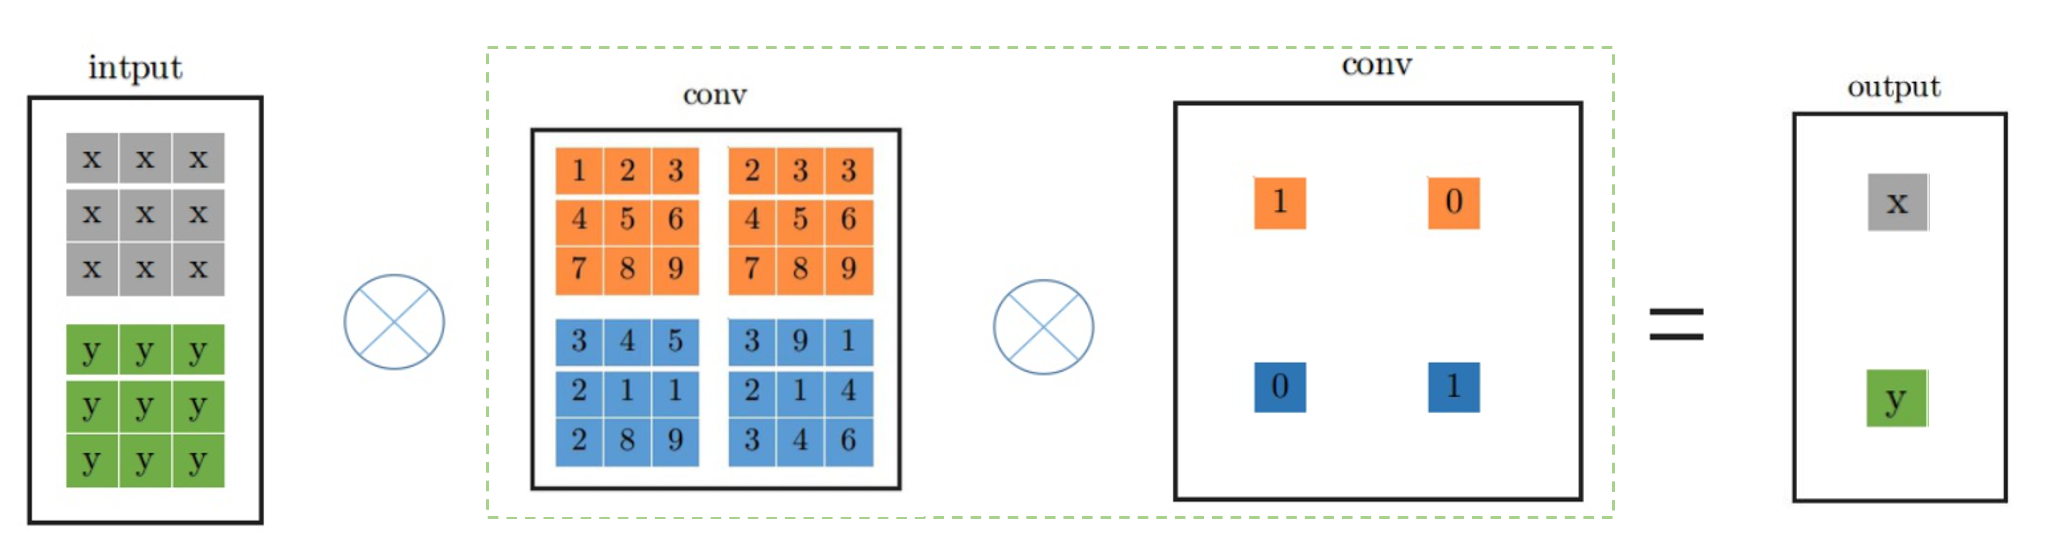 intput
x x x
x x x
x x x
y y y
y y y
y y y
conv
1 2 3 2 3 3
4 5 6 4 5 6
7 8 9 7 8 9
3 4 5 3 9 1
2 1 1 2 1 4
2 8 9 3 4 6
conv
1 0
0 1
=
output
x
y